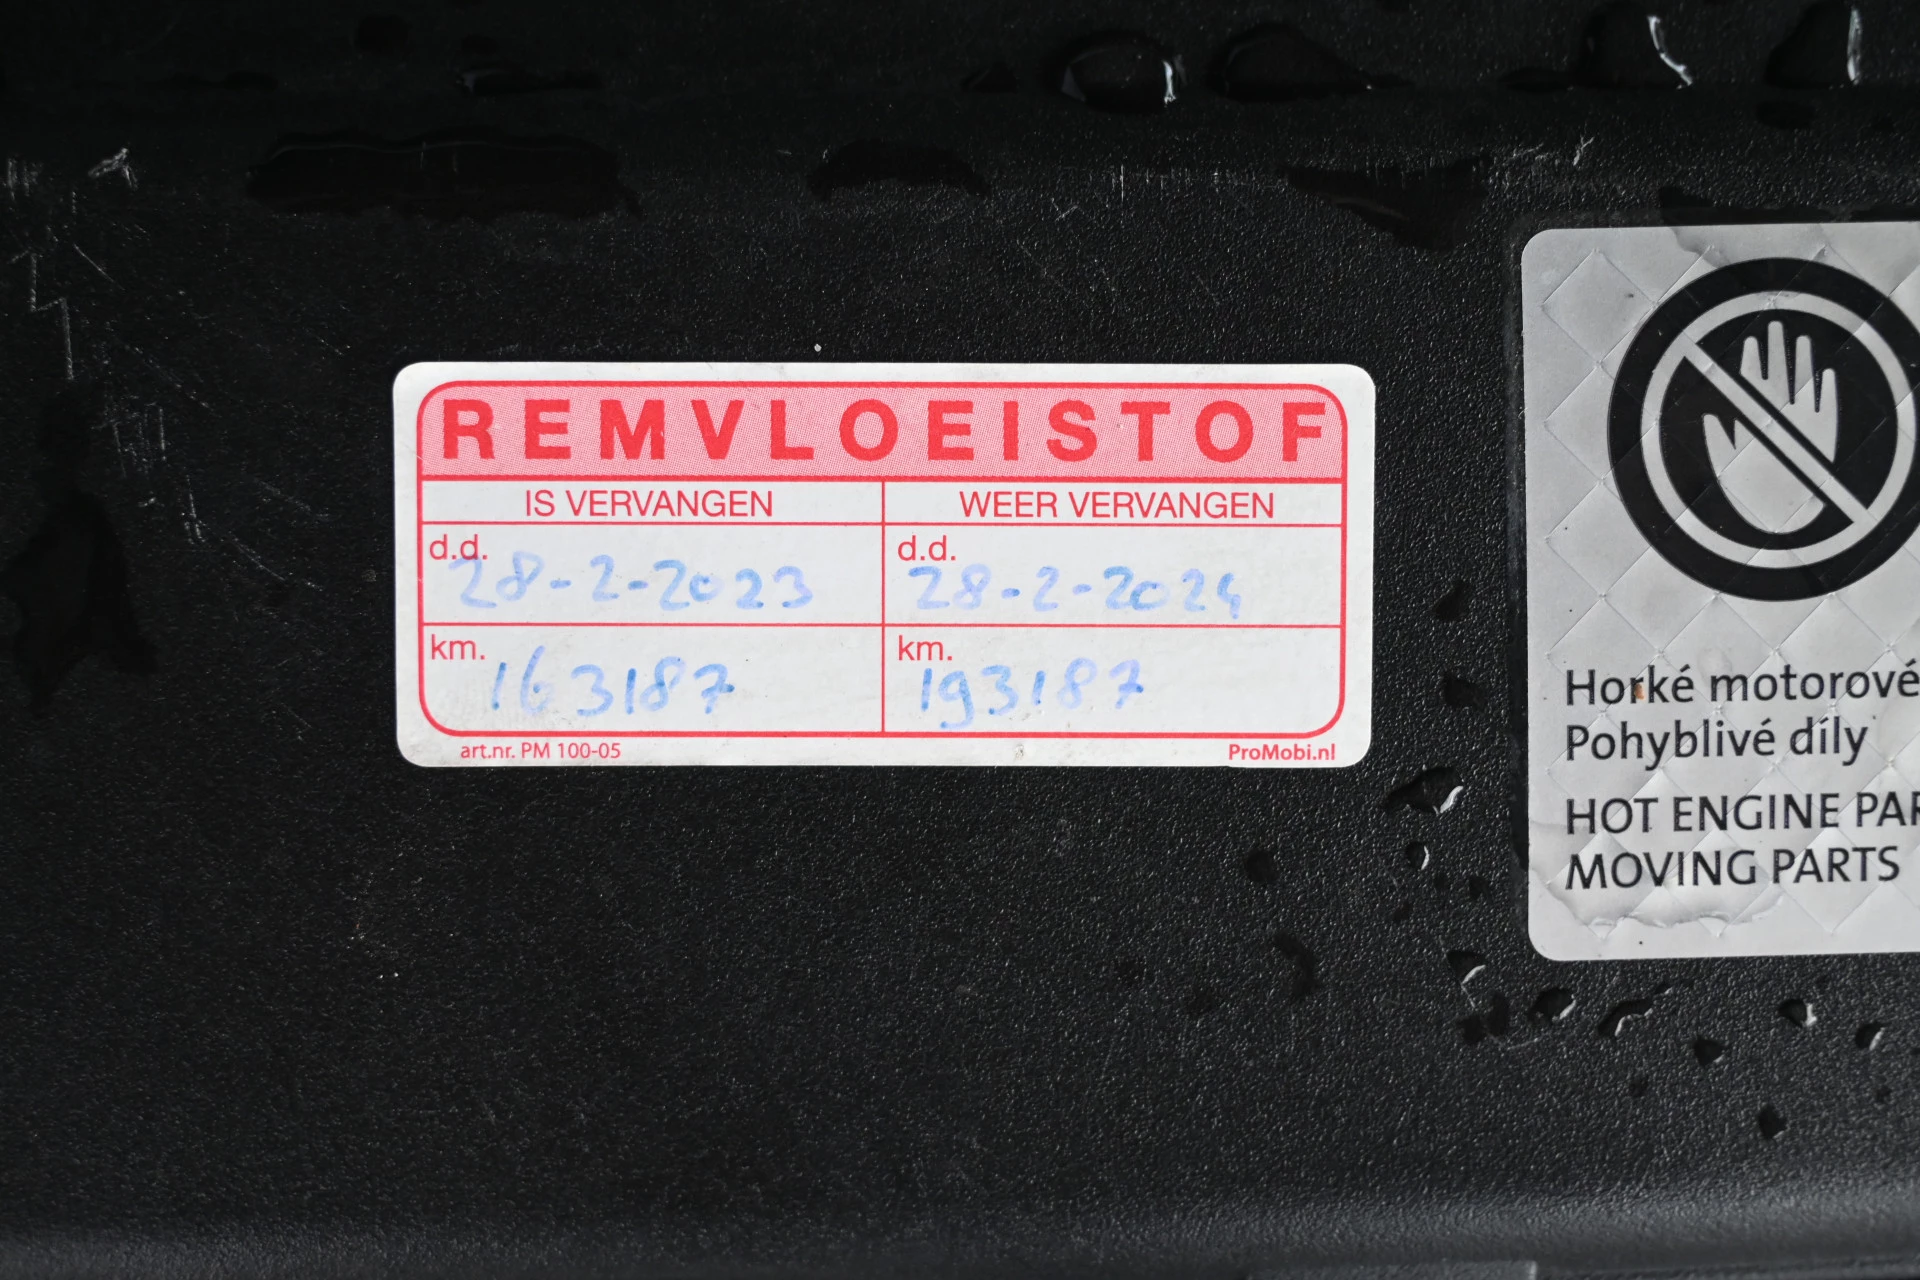 REMVLOEISTOF
IS VERVANGEN
WEER VERVANGEN
d.d.
28-2-2023
d.d.
28-2-2024
km.
163187
km.
193187
art.nr. PM 100-05
ProMobi.nl
Horké motorové
Pohyblivé díly
HOT ENGINE PAR
MOVING PARTS